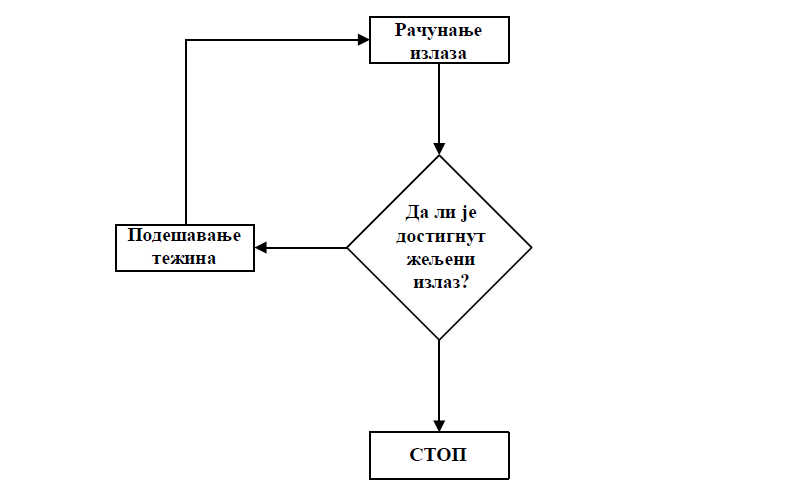 Рачунање
излаза
Да ли је
достигнут
жељени
излаз?
Подешавање
тежина
СТОП